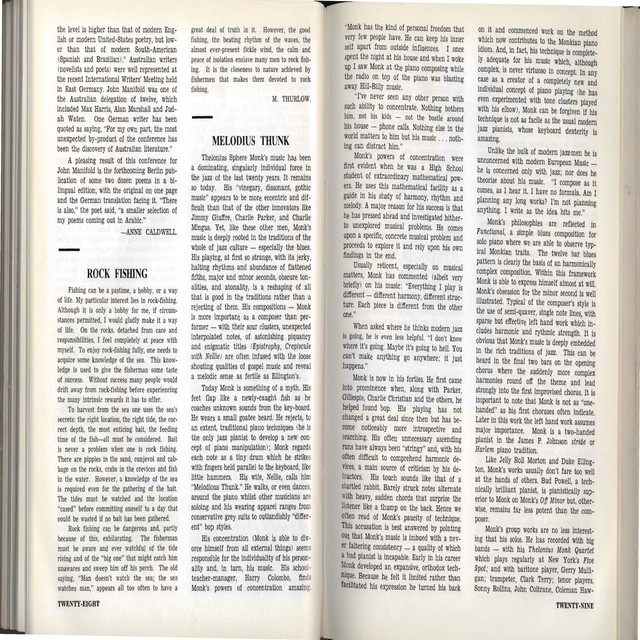 the level is higher than that of modern Eng-
lish or modern United-States poetry, but low-
er than that of modern South-American
(Spanish and Brazilian)." Australian writers
(novelists and poets) were well represented at
the recent International Writers' Meeting held
in East Germany. John Manifold was one of
the Australian delegation of twelve, which
included Max Harris, Alan Marshall and Jud-
ah Waten. One German writer has been
quoted as saying, "For my own part, the most
unexpected by-product of the conference has
been the discovery of Australian literature."
A pleasing result of this conference for
John Manifold is the forthcoming Berlin pub-
lication of some two dozen poems in a bi-
lingual edition, with the original on one page
and the German translation facing it. "There
is also," the poet said, "a smaller selection of
my poems coming out in Arabic."
—ANNE CALDWELL.
ROCK FISHING
Fishing can be a pastime, a hobby, or a way
of life. My particular interest lies in rock-fishing.
Although it is only a hobby for me, if circum-
stances permitted, I would gladly make it a way
of life. On the rocks, detached from care and
responsibilities, I feel completely at peace with
myself. To enjoy rock-fishing fully, one needs to
acquire some knowledge of the sea. This know-
ledge is used to give the fisherman some taste
of success. Without success many people would
drift away from rock-fishing before experiencing
the many intrinsic rewards it has to offer.
To harvest from the sea one uses the sea's
secrets: the right location, the right tide, the cor-
rect depth, the most enticing bait, the feeding
time of the fish—all must be considered. Bait
is never a problem when one is rock fishing.
There are pippies in the sand, cunjevoi and cab-
bage on the rocks, crabs in the crevices and fish
in the water. However, a knowledge of the sea
is required even for the gathering of the bait.
The tides must be watched and the location
"cased" before committing oneself to a day that
could be wasted if no bait has been gathered.
Rock fishing can be dangerous, and, partly
because of this, exhilarating. The fisherman
must be aware and ever watchful of the tide
rising and of the "big one" that might catch him
unawares and sweep him off his perch. The old
saying, "Man doesn't watch the sea; the sea
watches man," appears all too often to have a
TWENTY-EIGHT
great deal of truth in it. However, the good
fishing, the beating rhythm of the waves, the
almost ever-present fickle wind, the calm and
peace of isolation enslave many men to rock fish-
ing. It is the closeness to nature achieved by
fishermen that makes them devoted to rock
fishing.
M. THURLOW.
MELODIUS THUNK
Thelonius Sphere Monk's music has been
a dominating, singularly individual force in
the jazz of the last twenty years. It remains
so today. His "vinegary, dissonant, gothic
music" appears to be more eccentric and dif-
ficult than that of the other innovators like
Jimmy Giuffre, Charlie Parker, and Charlie
Mingus. Yet, like these other men, Monk's
music is deeply rooted in the traditions of the
whole of jazz culture — especially the blues.
His playing, at first so strange, with its jerky,
halting rhythms and abundance of flattened
fifths, major and minor seconds, obscure ton-
alities, and atonality, is a reshaping of all
that is good in the traditions rather than a
rejecting of them. His compositions — Monk
is more important as a composer than per-
former — with their sour clusters, unexpected
interpolated notes, of astonishing piquancy
and enigmatic titles (Epistrophy, Crepiscule
with Nellie) are often infused with the loose
shouting qualities of gospel music and reveal
a melodic sense as fertile as Ellington's.
Today Monk is something of a myth. His
feet flap like a newly-caught fish as he
coaches unknown sounds from the key-board.
He wears a small goatee beard. He rejects, to
an extent, traditional piano techniques (he is
the only jazz pianist to develop a new con-
cept of piano manipulation); Monk regards
each note as a tiny drum which he strikes
with fingers held parallel to the keyboard, like
little hammers. His wife, Nellie, calls him
"Melodious Thunk." He walks, or even dances,
around the piano whilst other musicians are
soloing and his wearing apparel ranges from
conservative grey suits to outlandishly "differ-
ent" bop styles.
His concentration (Monk is able to div-
orce himself from all external things) seems
responsible for the individuality of his person-
ality and, in turn, his music. His school-
teacher-manager, Harry Colombo, finds
Monk's powers of concentration amazing.
"Monk has the kind of personal freedom that
very few people have. He can keep his inner
self apart from outside influences. I once
spent the night at his house and when I woke
up I saw Monk at the piano composing while
the radio on top of the piano was blasting
away Hill-Billy music.
"I've never seen any other person with
such ability to concentrate. Nothing bothers
him, not his kids — not the bustle around
his house — phone calls. Nothing else in the
world matters to him but his music . . . noth-
ing can distract him."
Monk's powers of concentration were
first evident when he was a High School
student of extraordinary mathematical pow-
ers. He uses this mathematical facility as a
guide in his study of harmony, rhythm and
melody. A major reason for his success is that
he has pressed ahead and investigated hither-
to unexplored musical problems. He comes
upon a specific, concrete musical problem and
proceeds to explore it and rely upon his own
findings in the end.
Usually reticent, especially on musical
matters, Monk has commented (albeit very
briefly) on his music: "Everything I play is
different — different harmony, different struc-
ture. Each piece is different from the other
one."
When asked where he thinks modern jazz
is going, he is even less helpful. "I don't know
where it's going. Maybe it's going to hell. You
can't make anything go anywhere; it just
happens."
Monk is now in his forties. He first came
into prominence when, along with Parker,
Gillespie, Charlie Christian and the others, he
helped found bop. His playing has not
changed a great deal since then but has be-
come noticeably more introspective and
searching. His often unnecessary ascending
runs have always been "stringy" and, with his
often difficult to comprehend harmonic de-
vices, a main source of criticism by his de-
tractors. His touch sounds like that of a
startled rabbit. Barely struck notes alternate
with heavy, sudden chords that surprise the
listener like a thump on the back. Hence we
often read of Monk's paucity of technique.
This accusation is best answered by pointing
out that Monk's music is imbued with a nev-
er faltering consistency — a quality of which
a bad pianist is incapable. Early in his career
Monk developed an expansive, orthodox tech-
nique. Because he felt it limited rather than
facilitated his expression he turned his back
on it and commenced work on the method
which now contributes to the Monkian piano
idiom. And, in fact, his technique is complete-
ly adequate for his music which, although
complex, is never virtuoso in concept. In any
case as a creator of a completely new and
individual concept of piano playing (he has
even experimented with tone clusters played
with his elbow), Monk can be forgiven if his
technique is not as facile as the usual modern
jazz pianists, whose keyboard dexterity is
amazing.
Unlike the bulk of modern jazz-men he is
unconcerned with modern European Music —
he is concerned only with jazz; nor does he
theorise about his music. "I compose as it
comes, as I hear it. I have no formula. Am I
planning any long works? I'm not planning
anything. I write as the idea hits me."
Monk's philosophies are reflected in
Functional, a simple, blues composition for
solo piano where we are able to observe typ-
ical Monkian traits. The twelve bar blues
pattern is clearly the basis of an harmonically
complex composition. Within this framework
Monk is able to express himself almost at will.
Monk's obsession for the minor second is well
illustrated. Typical of the composer's style is
the use of semi-quaver, single note lines, with
sparse but effective left hand work which in-
cludes harmonic and rhythmic strength. It is
obvious that Monk's music is deeply embedded
in the rich traditions of jazz. This can be
heard in the final two bars on the opening
chorus where the suddenly more complex
harmonies round off the theme and lead
strongly into the first improvised chorus. It is
important to note that Monk is not as "one-
handed" as his first choruses often indicate.
Later in this work the left hand work assumes
major importance. Monk is a two-handed
pianist in the James P. Johnson stride or
Harlem piano tradition.
Like Jelly Roll Morton and Duke Elling-
ton, Monk's works usually don't fare too well
at the hands of others. Bud Powell, a tech-
nically brilliant pianist, is pianistically sup-
erior to Monk on Monk's Off Minor but, other-
wise, remains far less potent than the com-
poser.
Monk's group works are no less interest-
ing that his solos. He has recorded with big
bands — with his Thelonius Monk Quartet
which plays regularly at New York's Five
Spot; and with baritone player, Gerry Mulli-
gan; trumpeter, Clark Terry; tenor players,
Sonny Rollins, John Coltrane, Coleman Haw-
TWENTY-NINE